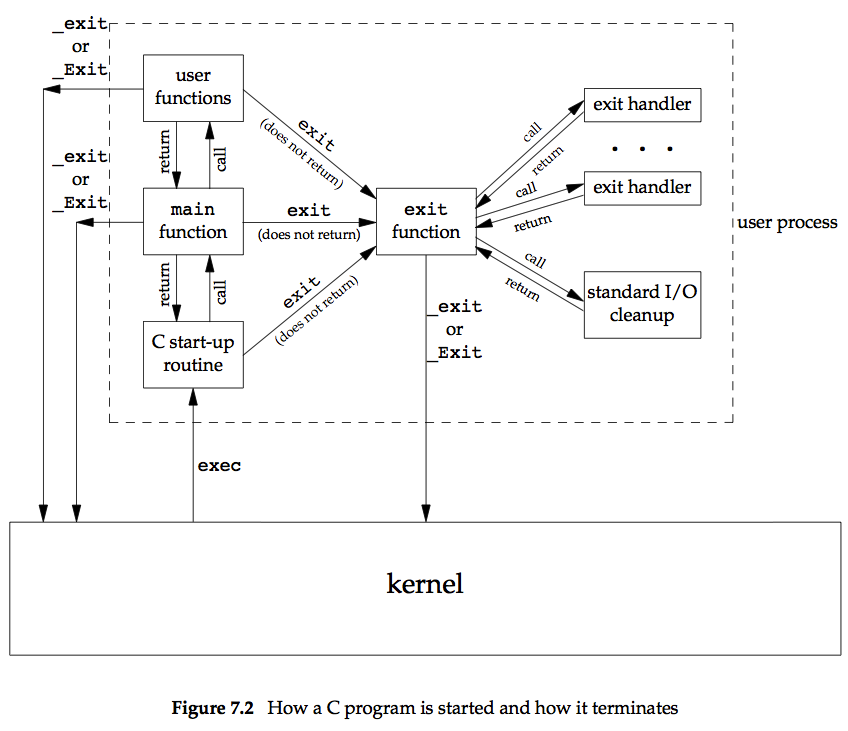 _exit
or
_Exit
user
functions
exit
(does not return)
call
return
exit handler
. . .
return
call
call
return
exit handler
_exit
or
_Exit
main
function
exit
(does not return)
exit
function
user process
return
call
exit
(does not return)
call
return
standard I/O
cleanup
C start-up
routine
_exit
or
_Exit
exec
kernel
Figure 7.2 How a C program is started and how it terminates